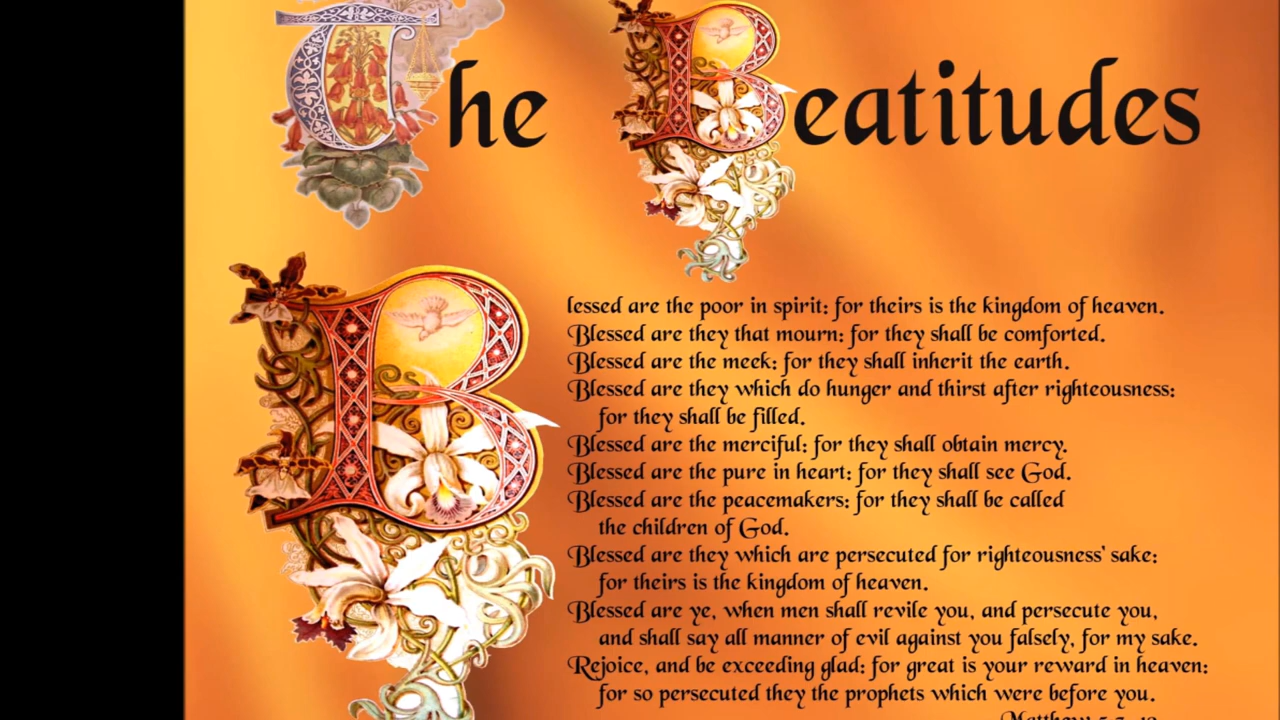 The Beatitudes
Blessed are the poor in spirit: for theirs is the kingdom of heaven.
Blessed are they that mourn: for they shall be comforted.
Blessed are the meek: for they shall inherit the earth.
Blessed are they which do hunger and thirst after righteousness:
for they shall be filled.
Blessed are the merciful: for they shall obtain mercy.
Blessed are the pure in heart: for they shall see God.
Blessed are the peacemakers: for they shall be called
the children of God.
Blessed are they which are persecuted for righteousness' sake:
for theirs is the kingdom of heaven.
Blessed are ye, when men shall revile you, and persecute you,
and shall say all manner of evil against you falsely, for my sake.
Rejoice, and be exceeding glad: for great is your reward in heaven:
for so persecuted they the prophets which were before you.
Matthew